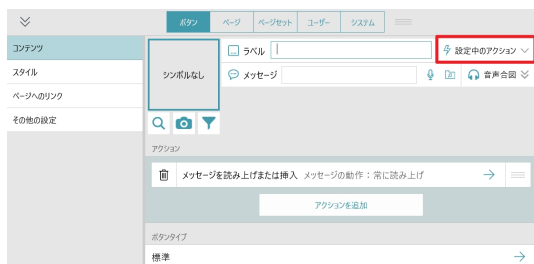 ボタン ページ ページセット ユーザー システム
コンテンツ
スタイル
ページへのリンク
その他の設定
シンボルなし
ラベル
設定中のアクション
メッセージ
音声合図
アクション
メッセージを読み上げまたは挿入 メッセージの動作：常に読み上げ
アクションを追加
ボタンタイプ
標準